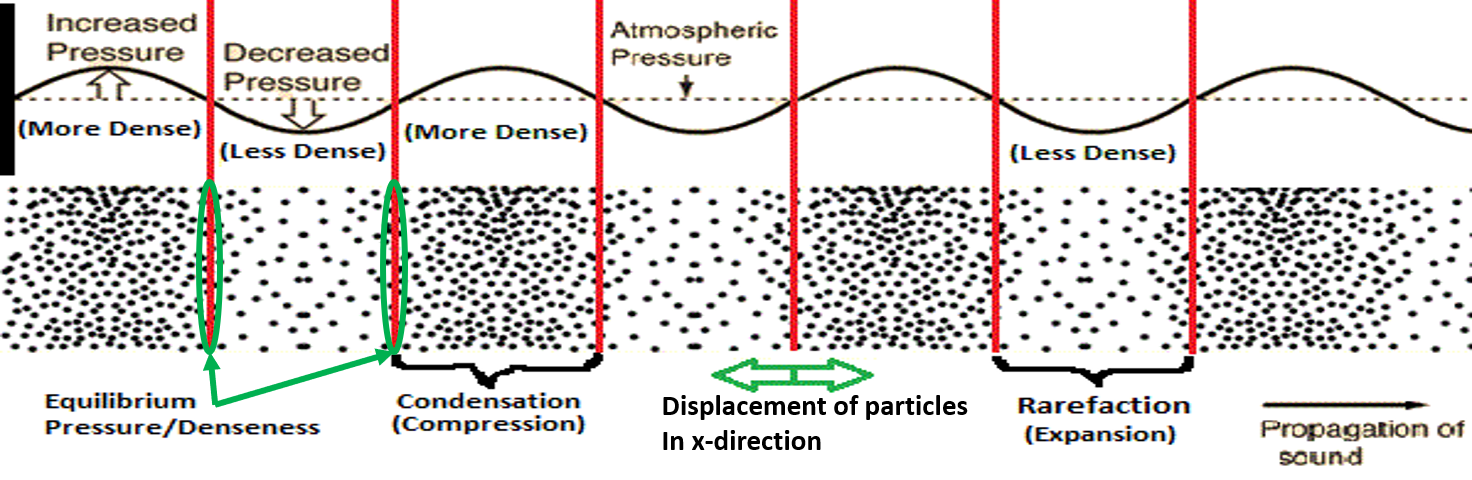 Increased
Pressure
Decreased
Pressure
Atmospheric
Pressure
(More Dense)
(Less Dense)
(More Dense)
(Less Dense)
Equilibrium
Pressure/Denseness
Condensation
(Compression)
Displacement of particles
In x-direction
Rarefaction
(Expansion)
Propagation of
sound